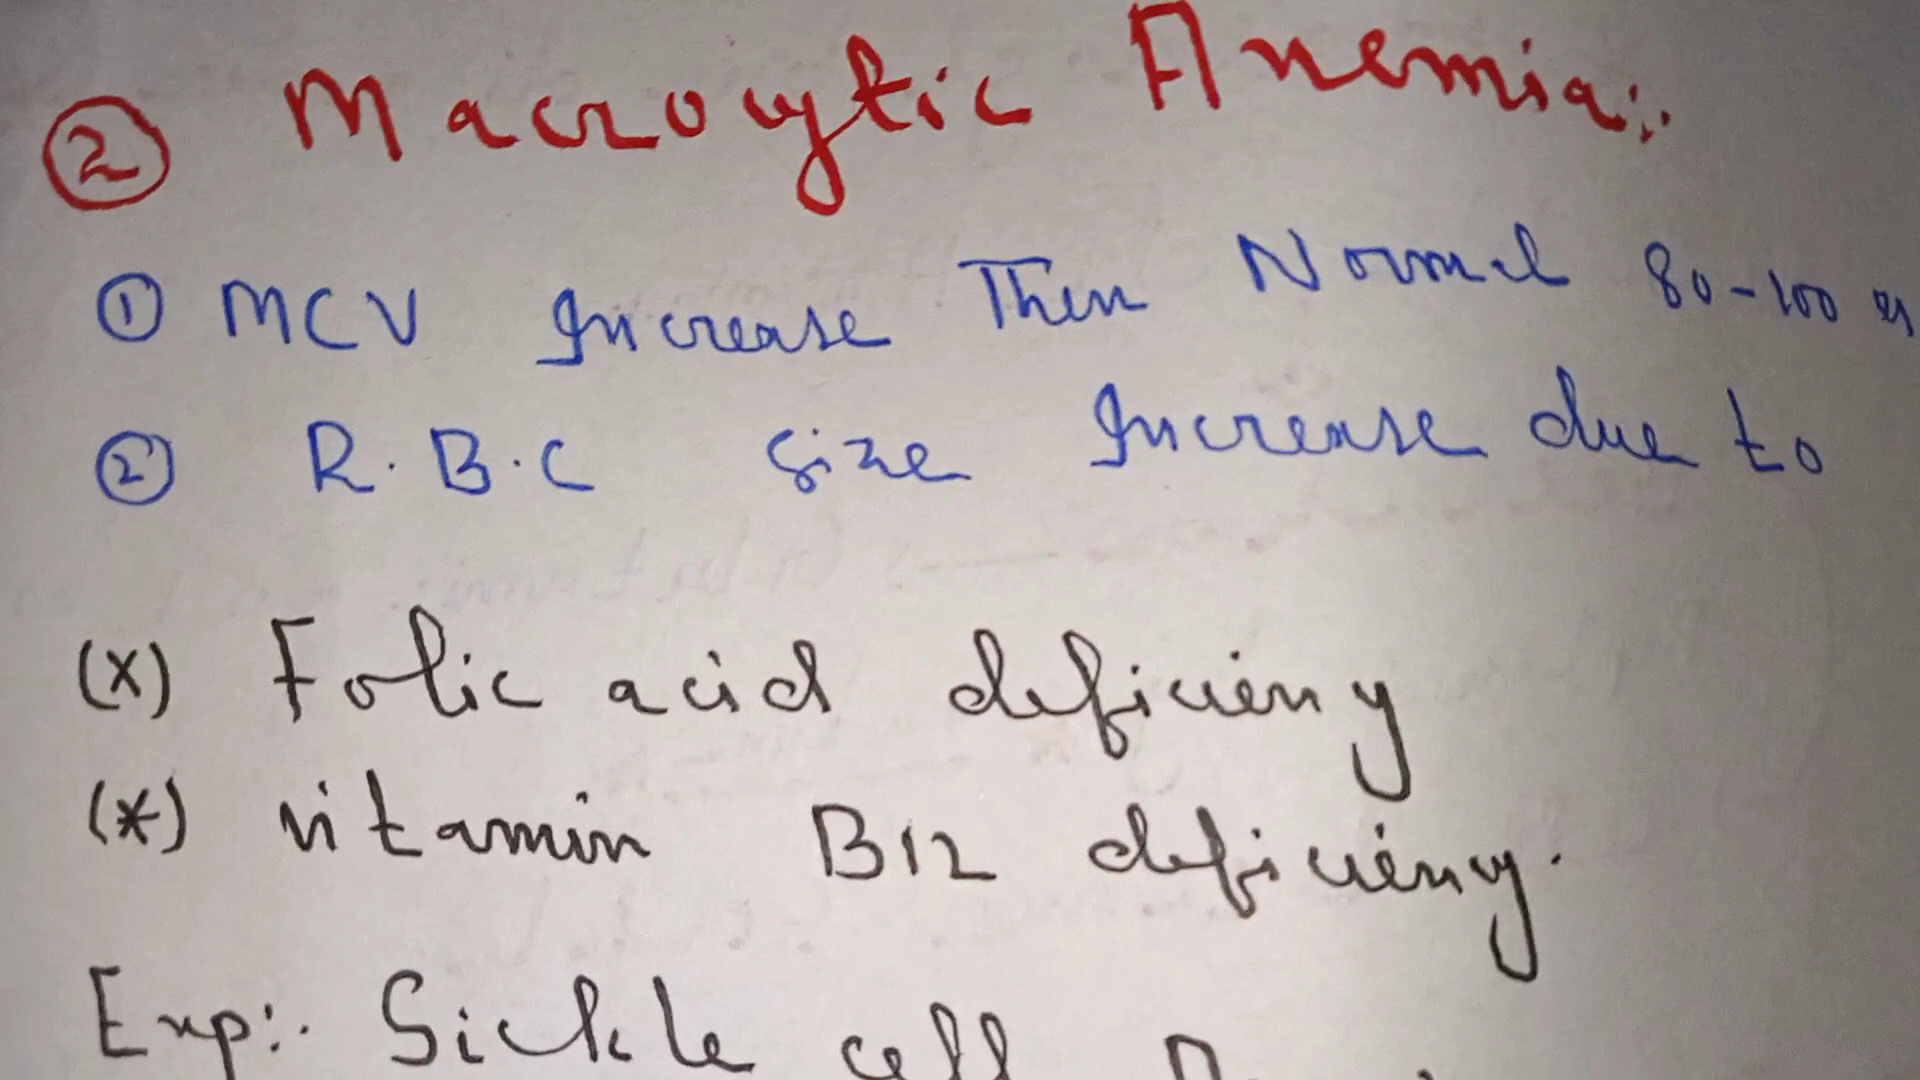 ② Macrocytic Anemia:.
① MCV Increase Then Normal 80-100
② R.B.C Size Increase due to
(x) Folic acid deficieny
(*) vitamin B12 deficiency.
Exp:. Sickle cell